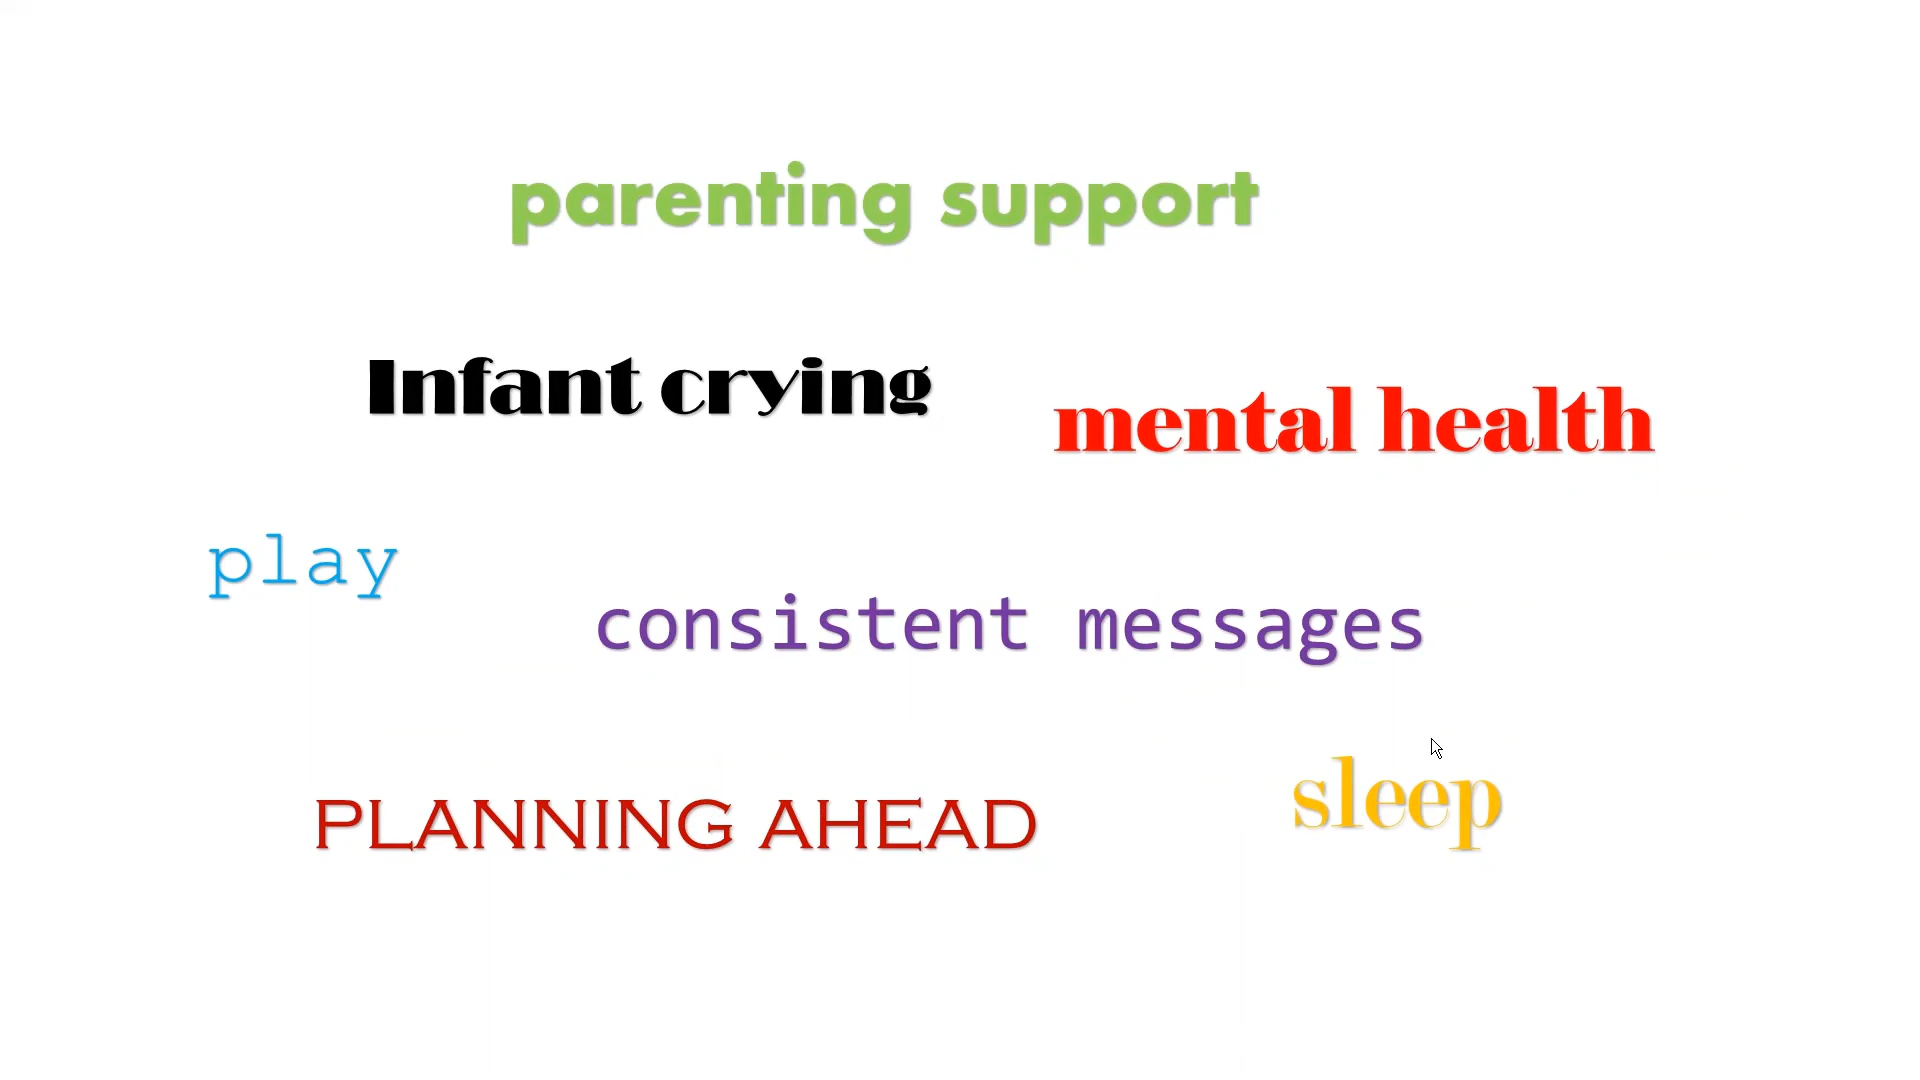 parenting support
Infant crying
mental health
play
consistent messages
PLANNING AHEAD
sleep